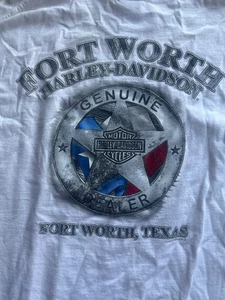 FORT WORTH
HARLEY-DAVIDSON
GENUINE
MOTOR
HARLEY-DAVIDSON
CYCLES
DEALER
FORT WORTH, TEXAS